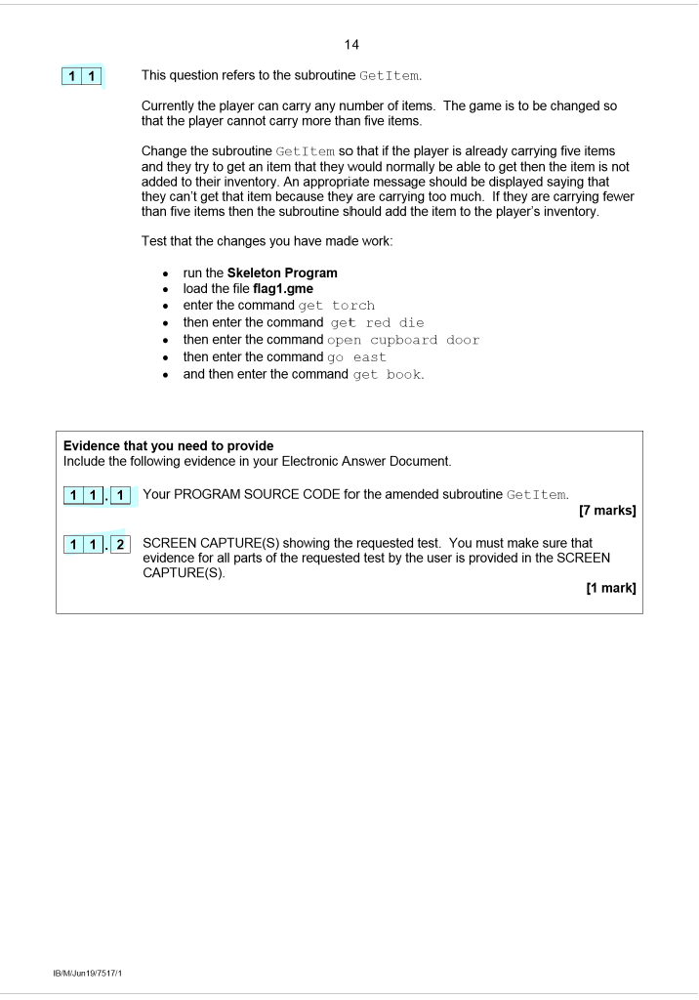 14
1 1 This question refers to the subroutine GetItem.
Currently the player can carry any number of items. The game is to be changed so
that the player cannot carry more than five items.
Change the subroutine GetItem so that if the player is already carrying five items
and they try to get an item that they would normally be able to get then the item is not
added to their inventory. An appropriate message should be displayed saying that
they can't get that item because they are carrying too much. If they are carrying fewer
than five items then the subroutine should add the item to the player's inventory.
Test that the changes you have made work:
• run the Skeleton Program
• load the file flag1.gme
• enter the command get torch
• then enter the command get red die
• then enter the command open cupboard door
• then enter the command go east
• and then enter the command get book.
Evidence that you need to provide
Include the following evidence in your Electronic Answer Document.
1 1 . 1 Your PROGRAM SOURCE CODE for the amended subroutine GetItem.
[7 marks]
1 1 . 2 SCREEN CAPTURE(S) showing the requested test. You must make sure that
evidence for all parts of the requested test by the user is provided in the SCREEN
CAPTURE(S).
[1 mark]
IB/M/Jun19/7517/1